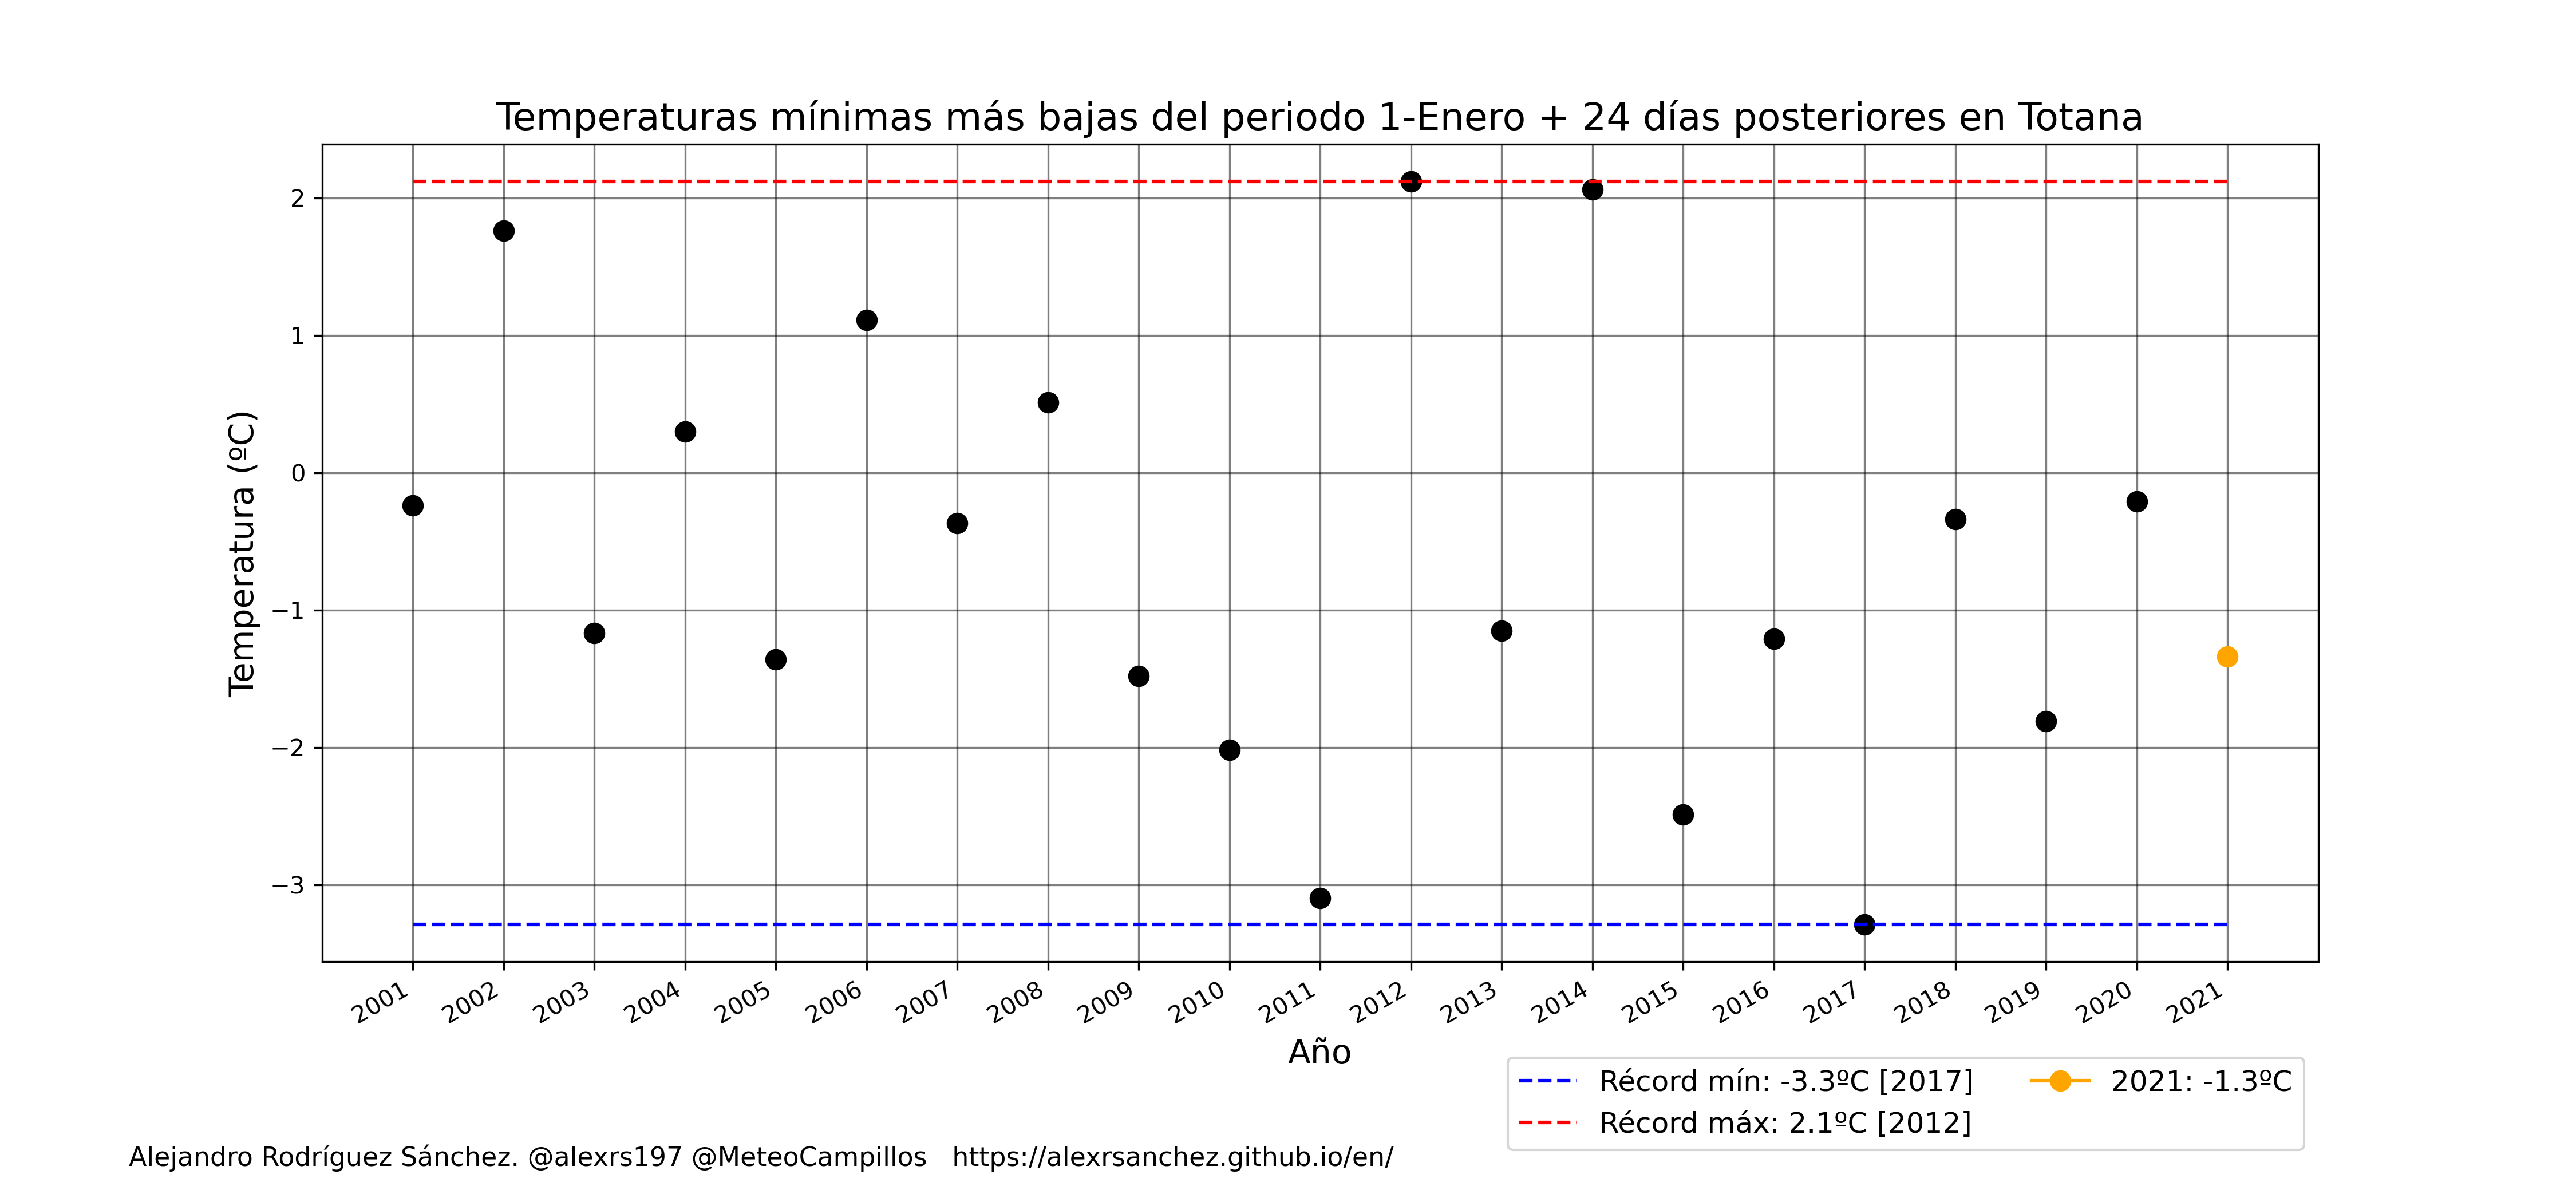 Temperaturas mínimas más bajas del periodo 1-Enero + 24 días posteriores en Totana
Temperatura (ºC)
2
1
0
−1
−2
−3
2001 2002 2003 2004 2005 2006 2007 2008 2009 2010 2011 2012 2013 2014 2015 2016 2017 2018 2019 2020 2021
Año
Récord mín: -3.3ºC [2017]
Récord máx: 2.1ºC [2012]
2021: -1.3ºC
Alejandro Rodríguez Sánchez. @alexrs197 @MeteoCampillos https://alexrsanchez.github.io/en/